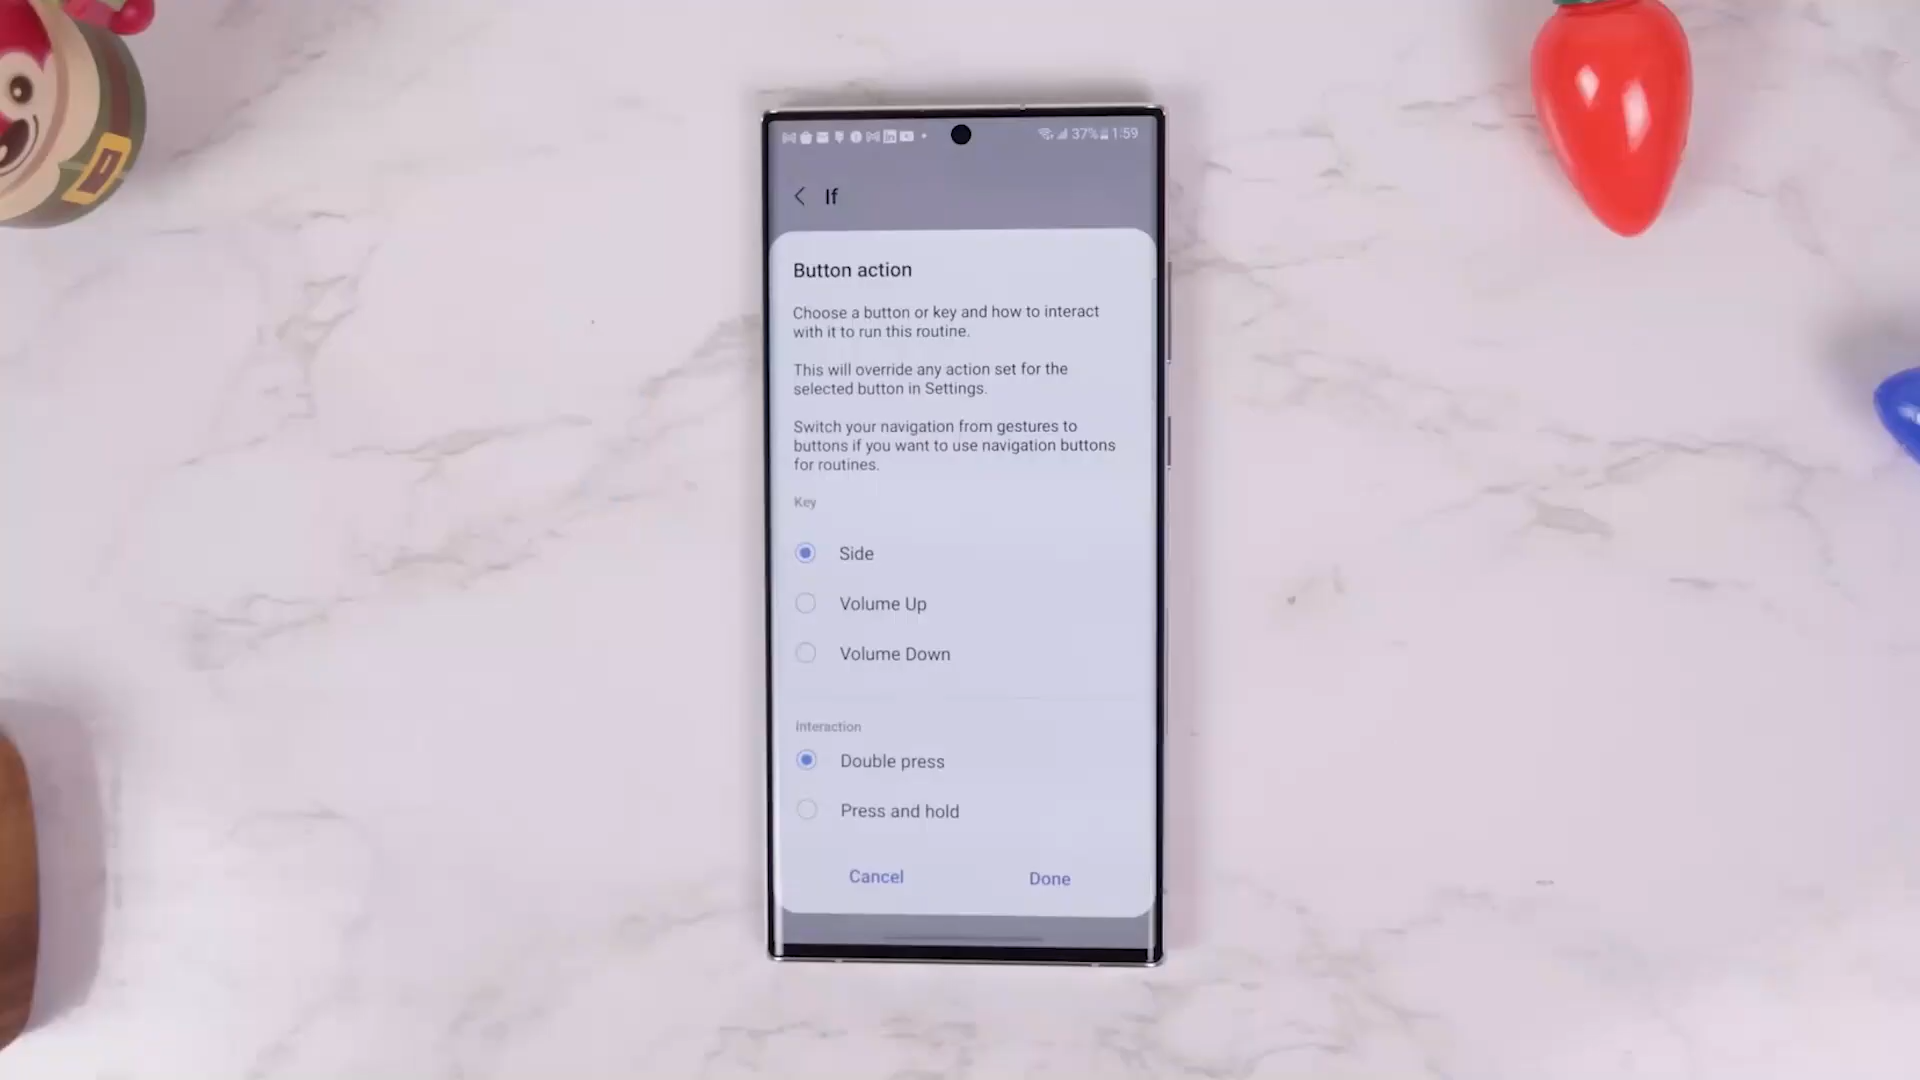 37% 1:59
If
Button action
Choose a button or key and how to interact
with it to run this routine.
This will override any action set for the
selected button in Settings.
Switch your navigation from gestures to
buttons if you want to use navigation buttons
for routines.
Key
Side
Volume Up
Volume Down
Interaction
Double press
Press and hold
Cancel
Done